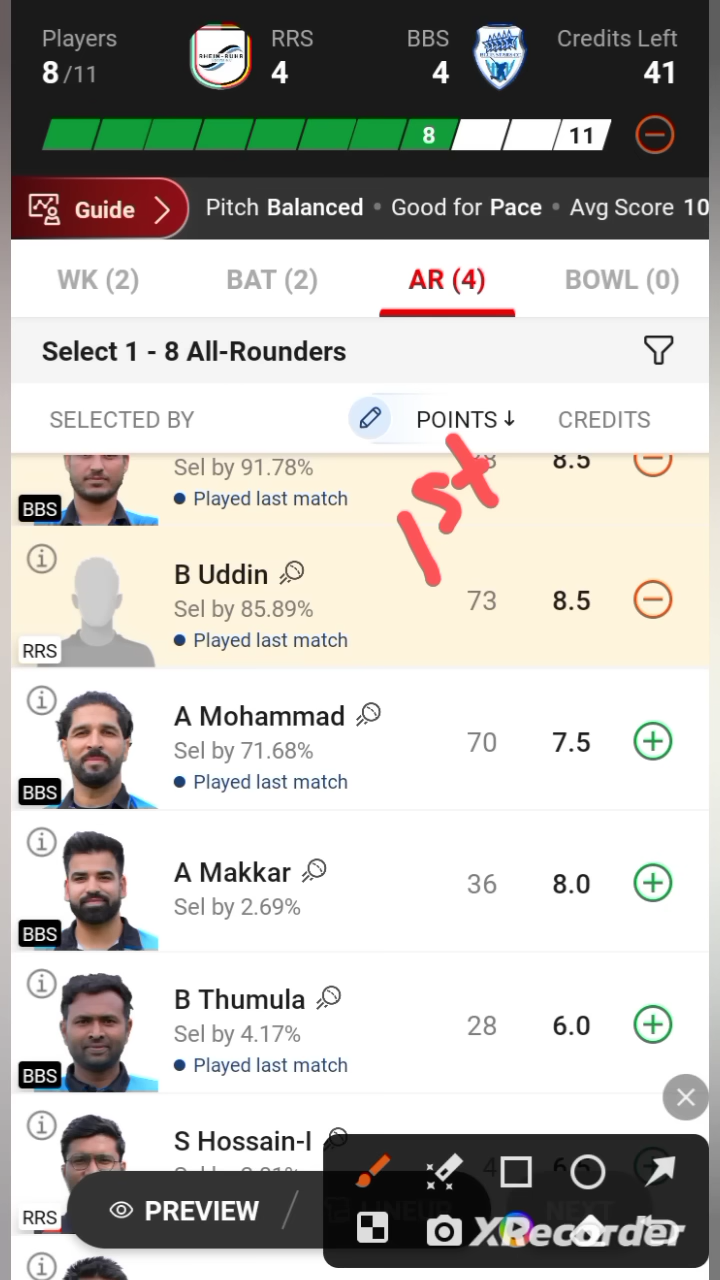 Players
8/11
RHEIN-RUHR
RRS
4
BBS
4
Credits Left
41
8
11
Guide
Pitch Balanced • Good for Pace • Avg Score 10
WK (2)
BAT (2)
AR (4)
BOWL (0)
Select 1 - 8 All-Rounders
SELECTED BY
POINTS↓
CREDITS
1st
Sel by 91.78%
8.5
Played last match
BBS
B Uddin
Sel by 85.89%
73
8.5
Played last match
RRS
A Mohammad
Sel by 71.68%
70
7.5
Played last match
BBS
A Makkar
Sel by 2.69%
36
8.0
BBS
B Thumula
Sel by 4.17%
28
6.0
Played last match
BBS
S Hossain-I
RRS
PREVIEW
LINEUP
NEXT
XRecorder